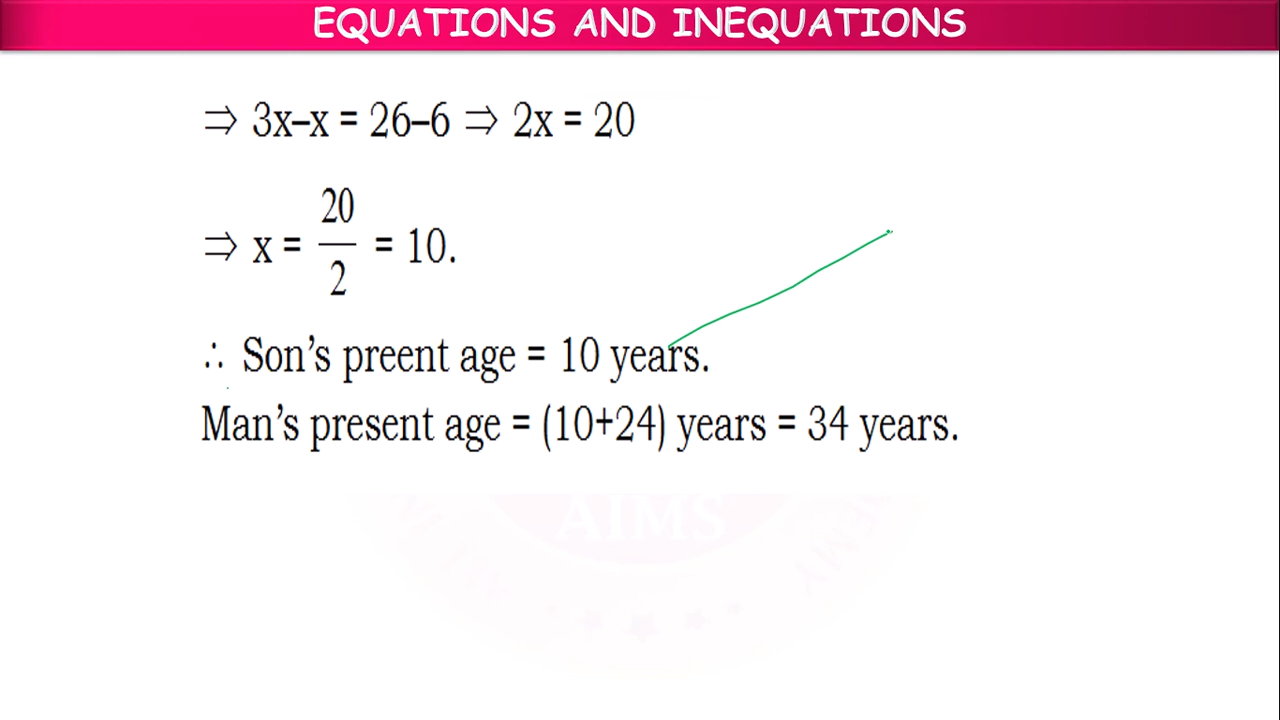 EQUATIONS AND INEQUATIONS
⇒ 3x–x = 26–6 ⇒ 2x = 20
⇒ x = 20/2 = 10.
∴ Son’s preent age = 10 years.
Man’s present age = (10+24) years = 34 years.
AIMS